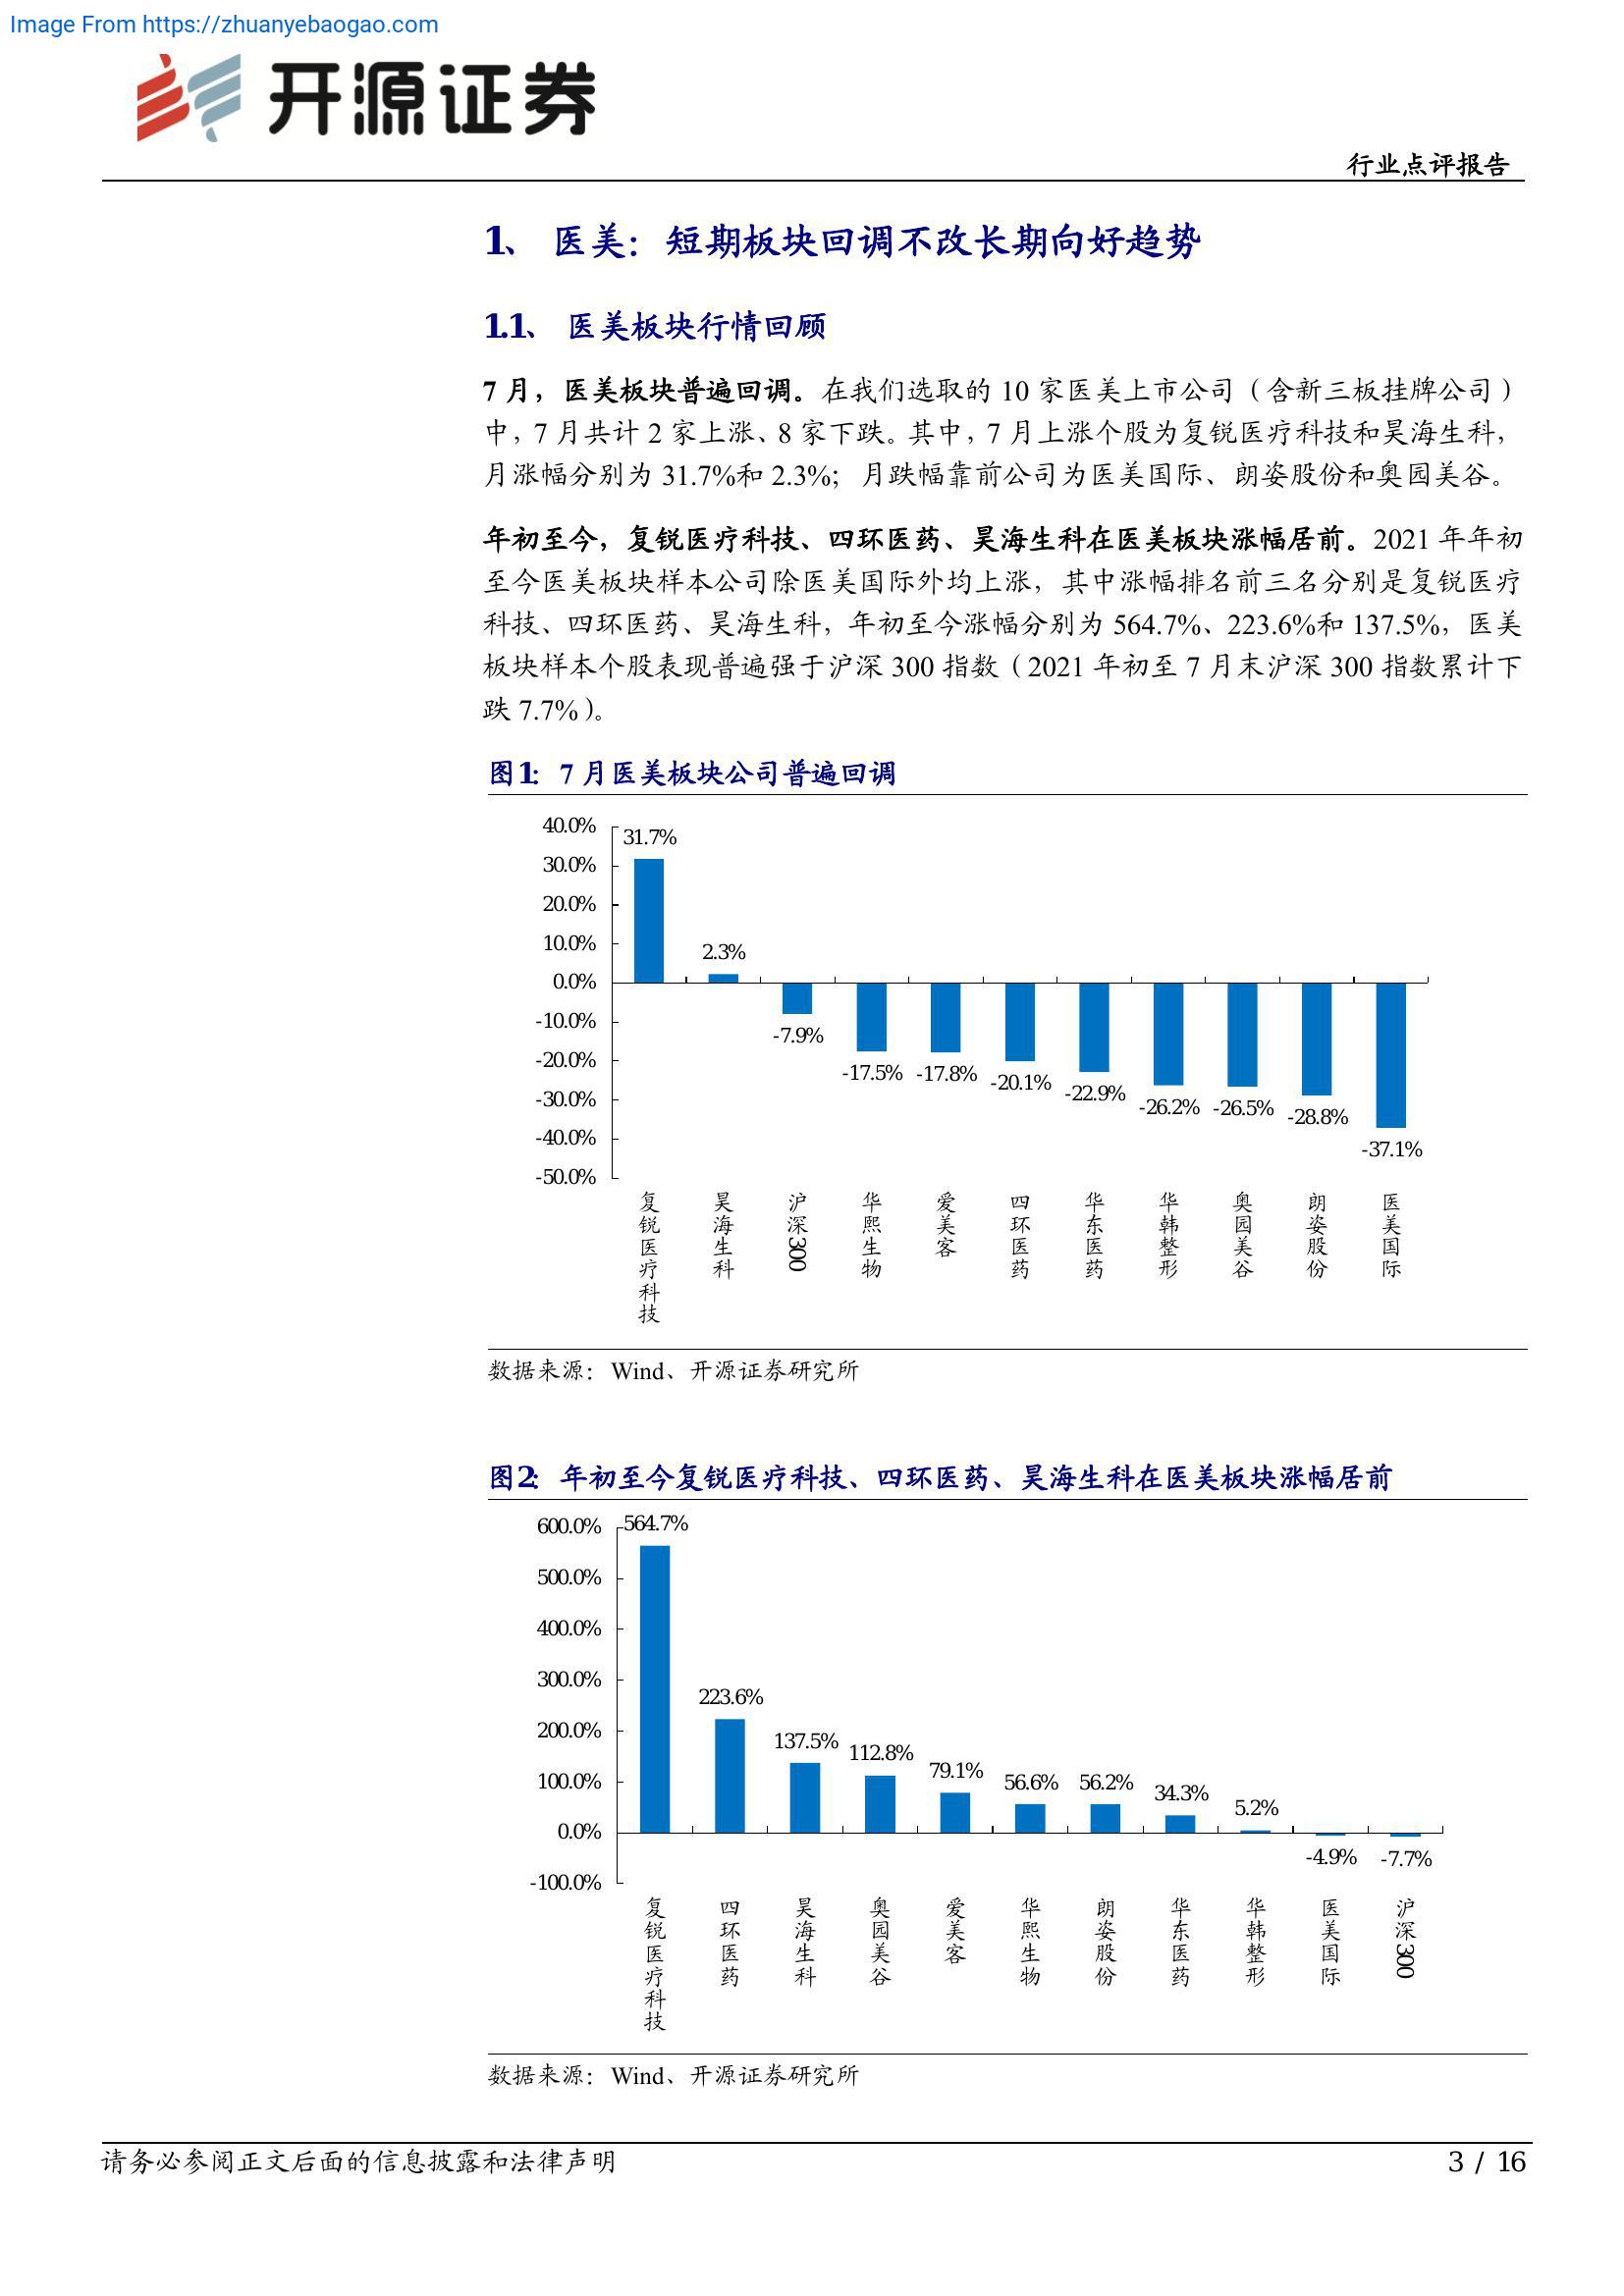 Image From https://zhuanyebaogao.com
开源证券
行业点评报告
1、 医美：短期板块回调不改长期向好趋势
1.1、 医美板块行情回顾
7 月，医美板块普遍回调。在我们选取的 10 家医美上市公司（含新三板挂牌公司）
中，7 月共计 2 家上涨、8 家下跌。其中，7 月上涨个股为复锐医疗科技和昊海生科，
月涨幅分别为 31.7%和 2.3%；月跌幅靠前公司为医美国际、朗姿股份和奥园美谷。
年初至今，复锐医疗科技、四环医药、昊海生科在医美板块涨幅居前。2021 年年初
至今医美板块样本公司除医美国际外均上涨，其中涨幅排名前三名分别是复锐医疗
科技、四环医药、昊海生科，年初至今涨幅分别为 564.7%、223.6%和 137.5%，医美
板块样本个股表现普遍强于沪深 300 指数（2021 年初至 7 月末沪深 300 指数累计下
跌 7.7%）。
图1： 7 月医美板块公司普遍回调
40.0%
30.0%
20.0%
10.0%
0.0%
-10.0%
-20.0%
-30.0%
-40.0%
-50.0%
31.7%
2.3%
-7.9%
-17.5%
-17.8%
-20.1%
-22.9%
-26.2%
-26.5%
-28.8%
-37.1%
复锐医疗科技
昊海生科
沪深300
华熙生物
爱美客
四环医药
华东医药
华韩整形
奥园美谷
朗姿股份
医美国际
数据来源：Wind、开源证券研究所
图2： 年初至今复锐医疗科技、四环医药、昊海生科在医美板块涨幅居前
600.0%
500.0%
400.0%
300.0%
200.0%
100.0%
0.0%
-100.0%
564.7%
223.6%
137.5%
112.8%
79.1%
56.6%
56.2%
34.3%
5.2%
-4.9%
-7.7%
复锐医疗科技
四环医药
昊海生科
奥园美谷
爱美客
华熙生物
朗姿股份
华东医药
华韩整形
医美国际
沪深300
数据来源：Wind、开源证券研究所
请务必参阅正文后面的信息披露和法律声明
3 / 16